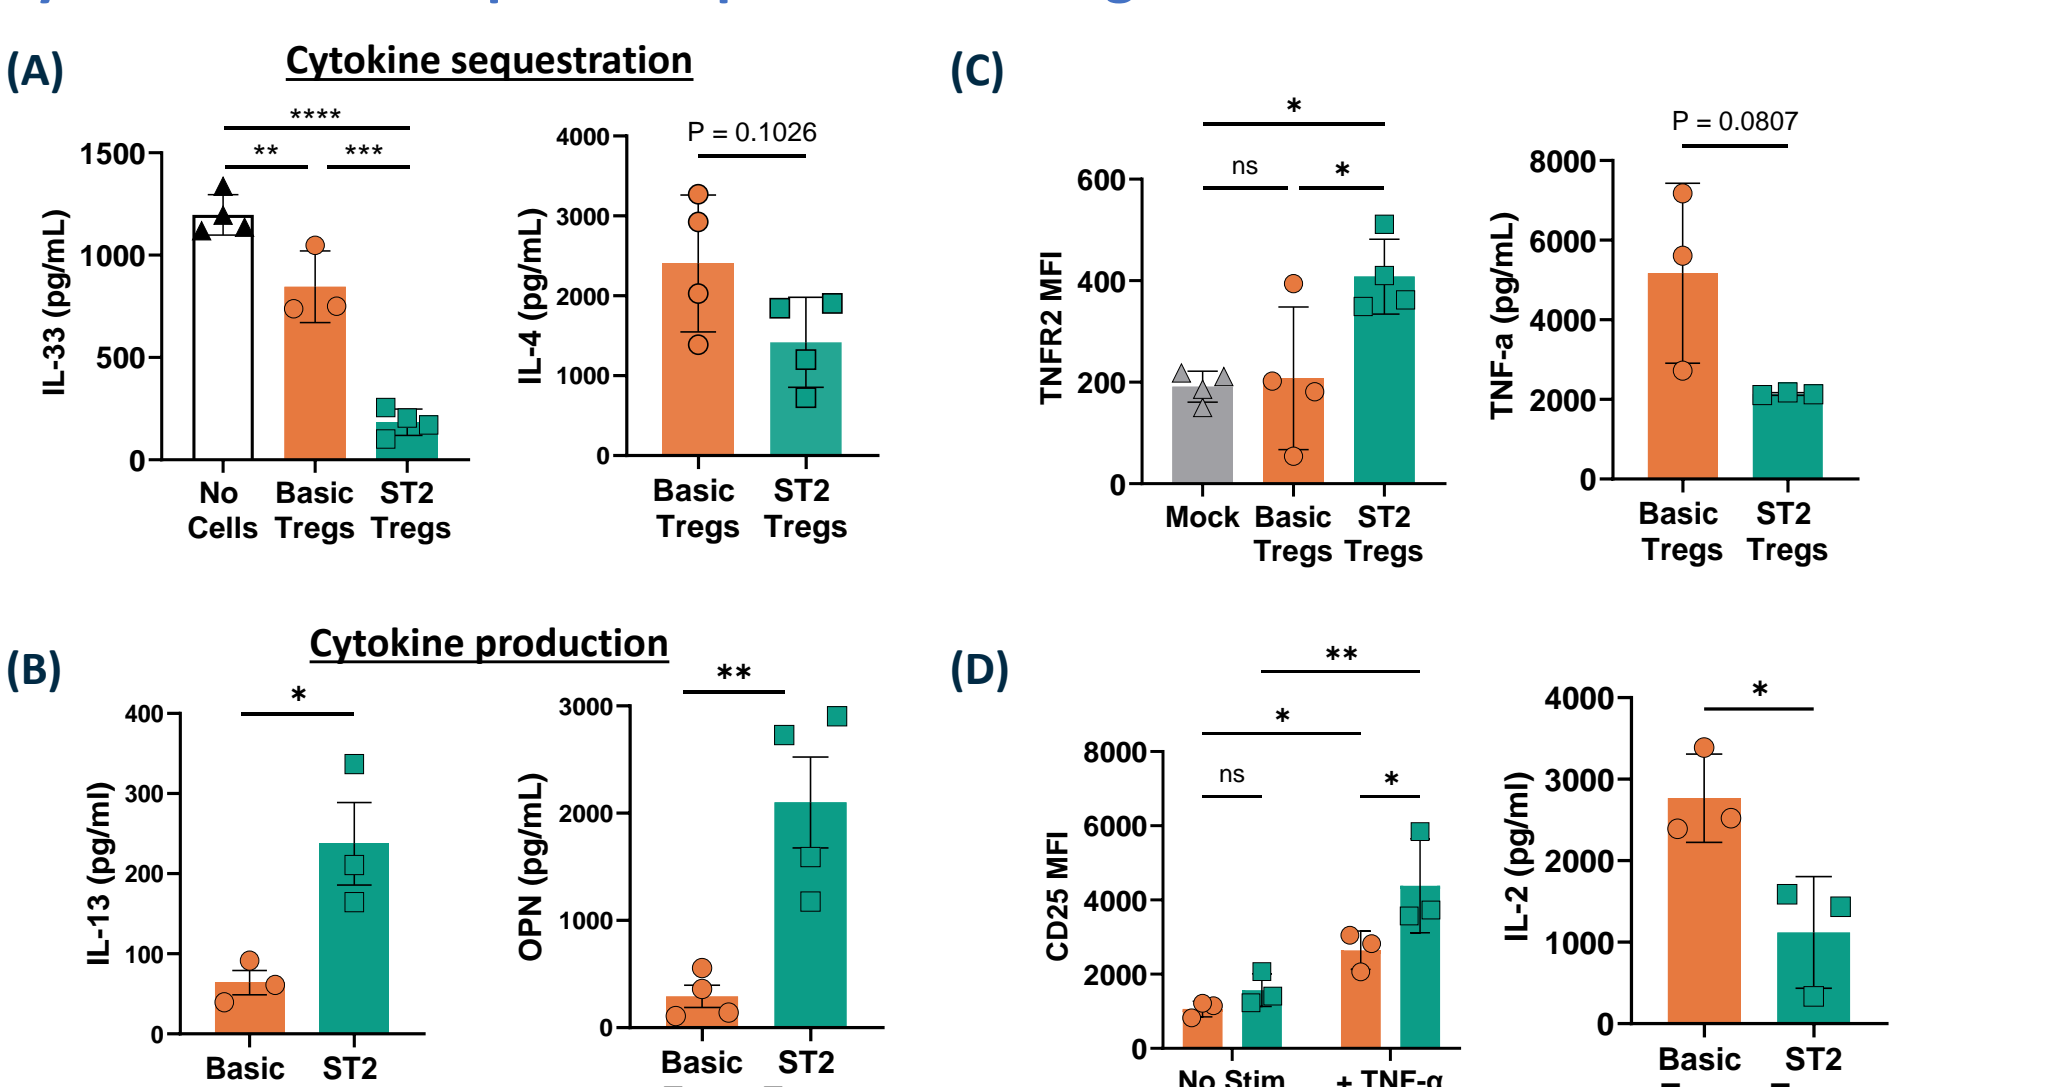 (A)
Cytokine sequestration
****
** ***
IL-33 (pg/mL)
1500
1000
500
0
No Cells
Basic Tregs
ST2 Tregs
P = 0.1026
IL-4 (pg/mL)
4000
3000
2000
1000
0
Basic Tregs
ST2 Tregs
(B)
Cytokine production
*
IL-13 (pg/ml)
400
300
200
100
0
Basic
ST2
**
OPN (pg/mL)
3000
2000
1000
0
Basic
ST2
(C)
*
ns *
TNFR2 MFI
600
400
200
0
Mock
Basic Tregs
ST2 Tregs
P = 0.0807
TNF-a (pg/mL)
8000
6000
4000
2000
0
Basic Tregs
ST2 Tregs
(D)
**
*
ns *
CD25 MFI
8000
6000
4000
2000
0
No Stim
+ TNF-α
*
IL-2 (pg/ml)
4000
3000
2000
1000
0
Basic
ST2